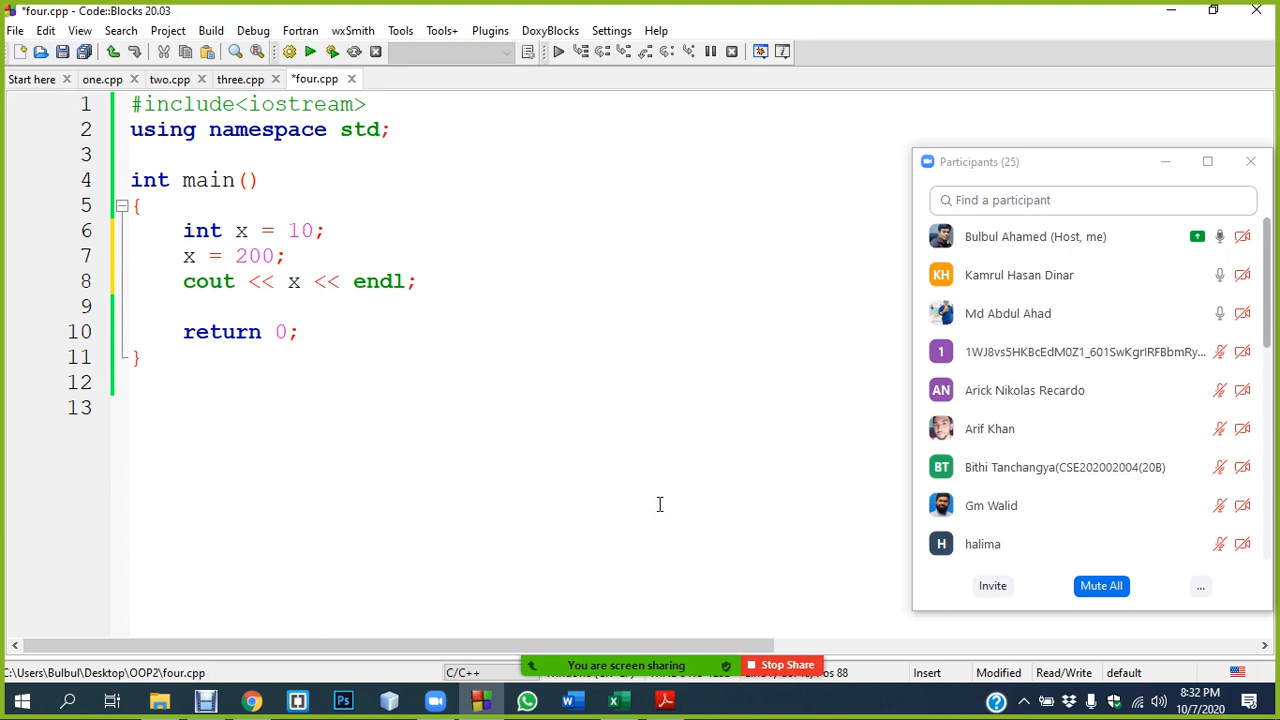 *four.cpp - Code::Blocks 20.03
File Edit View Search Project Build Debug Fortran wxSmith Tools Tools+ Plugins DoxyBlocks Settings Help
Start here one.cpp two.cpp three.cpp *four.cpp
1 #include<iostream>
2 using namespace std;
3
4 int main()
5 {
6 int x = 10;
7 x = 200;
8 cout << x << endl;
9
10 return 0;
11 }
12
13
Participants (25)
Find a participant
Bulbul Ahamed (Host, me)
KH Kamrul Hasan Dinar
Md Abdul Ahad
1 1WJ8vs5HKBcEdM0Z1_601SwKgrIRFBbmRy...
AN Arick Nikolas Recardo
Arif Khan
BT Bithi Tanchangya(CSE202002004(20B)
Gm Walid
H halima
Invite Mute All ...
C:\Users\Bulbul\Desktop\OOP2\four.cpp C/C++ Pos 88 Insert Modified Read/Write default
You are screen sharing Stop Share
8:32 PM
10/7/2020